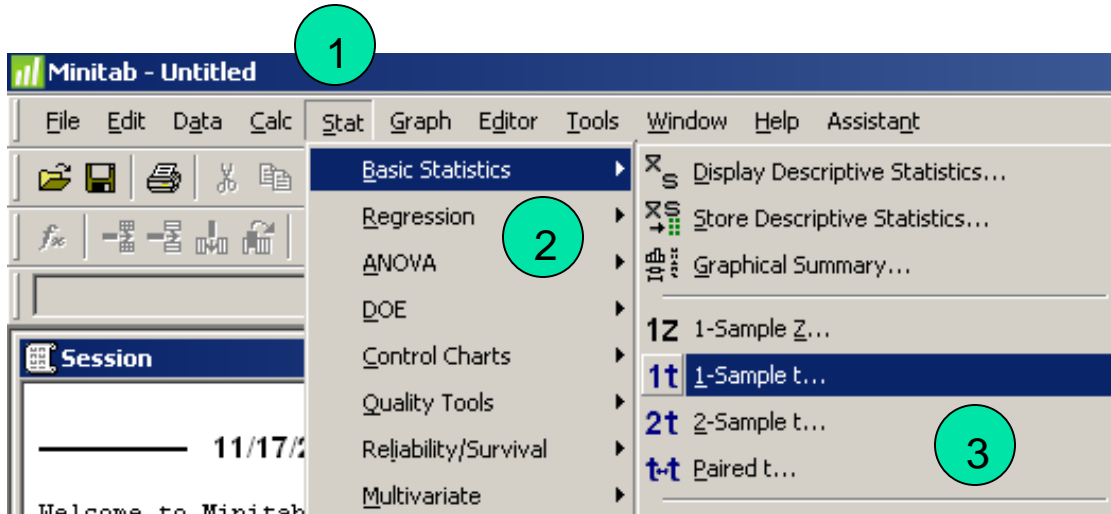 1
Minitab - Untitled
File Edit Data Calc Stat Graph Editor Tools Window Help Assistant
Basic Statistics
Regression
2
ANOVA
DOE
Control Charts
Quality Tools
Reliability/Survival
Multivariate
Display Descriptive Statistics...
Store Descriptive Statistics...
Graphical Summary...
1Z 1-Sample Z...
1t 1-Sample t...
2t 2-Sample t...
t-t Paired t...
3
Session
11/17/2
Welcome to Minitab